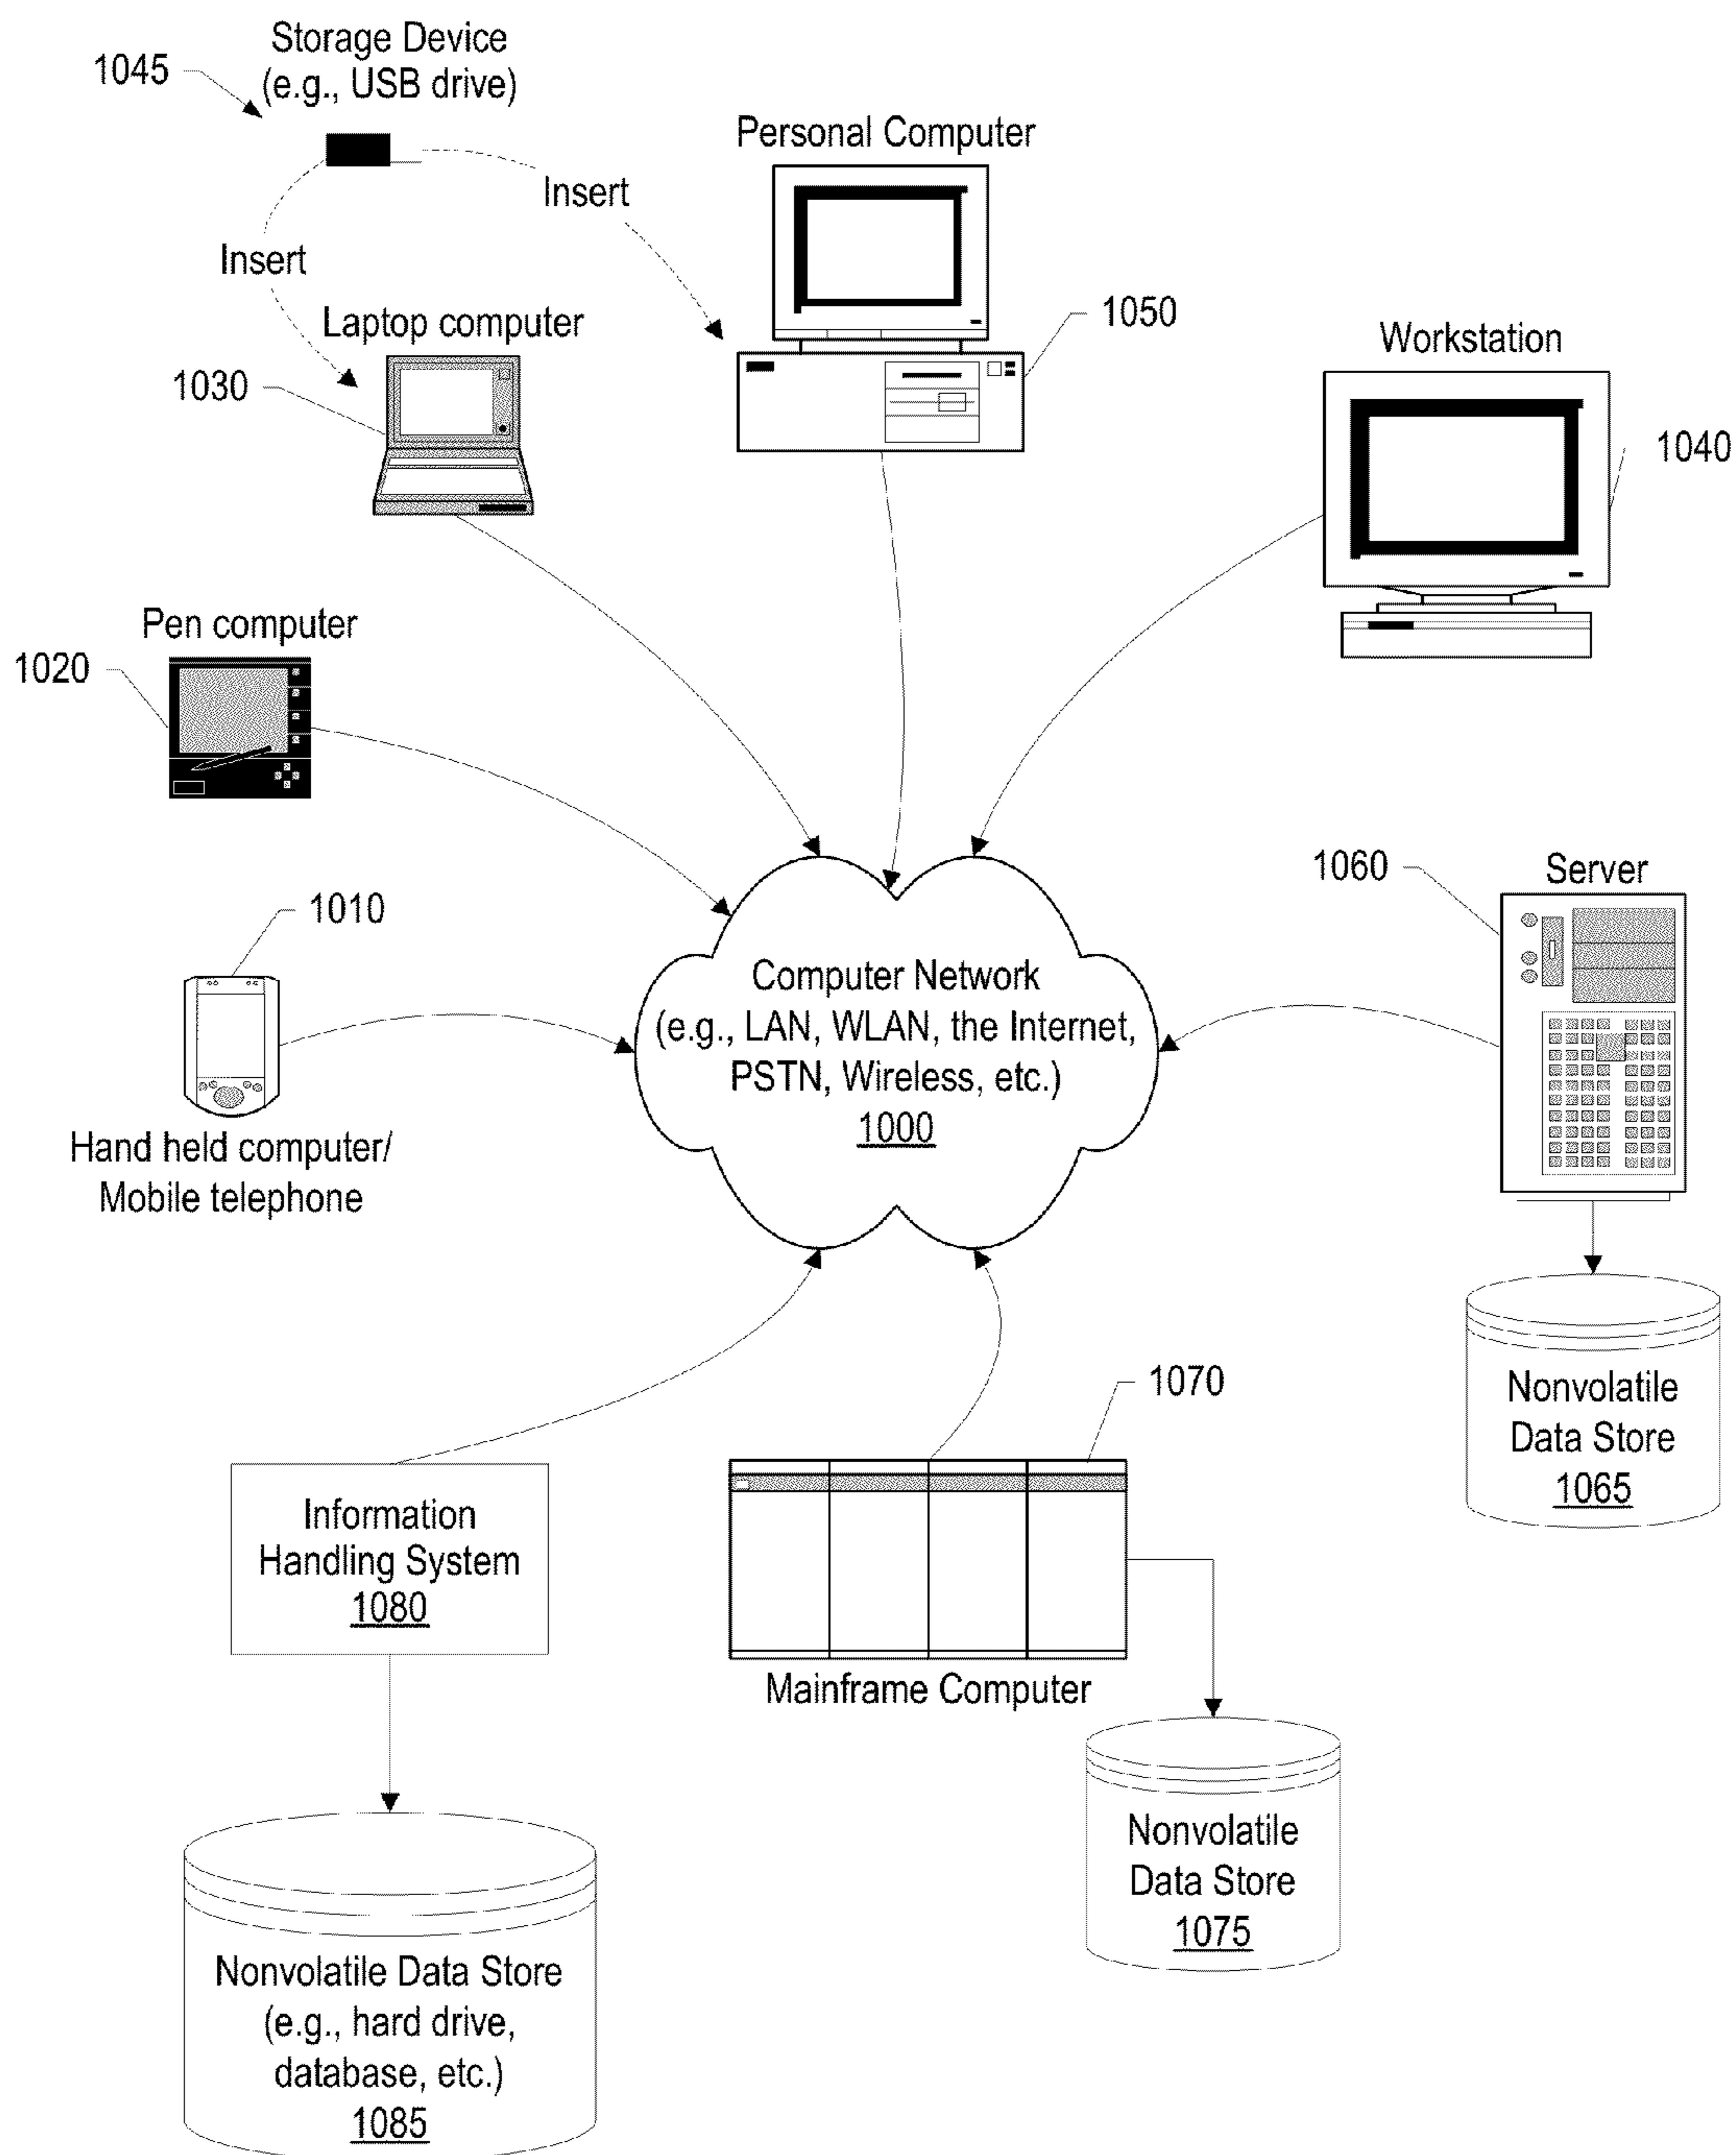 Storage Device
(e.g., USB drive)
1045
Personal Computer
Insert
Insert
1050
Laptop computer
1030
Workstation
1040
Pen computer
1020
1060
Server
1010
Computer Network
(e.g., LAN, WLAN, the Internet,
PSTN, Wireless, etc.)
1000
Hand held computer/
Mobile telephone
Nonvolatile
Data Store
1065
1070
Information
Handling System
1080
Mainframe Computer
Nonvolatile
Data Store
1075
Nonvolatile Data Store
(e.g., hard drive,
database, etc.)
1085